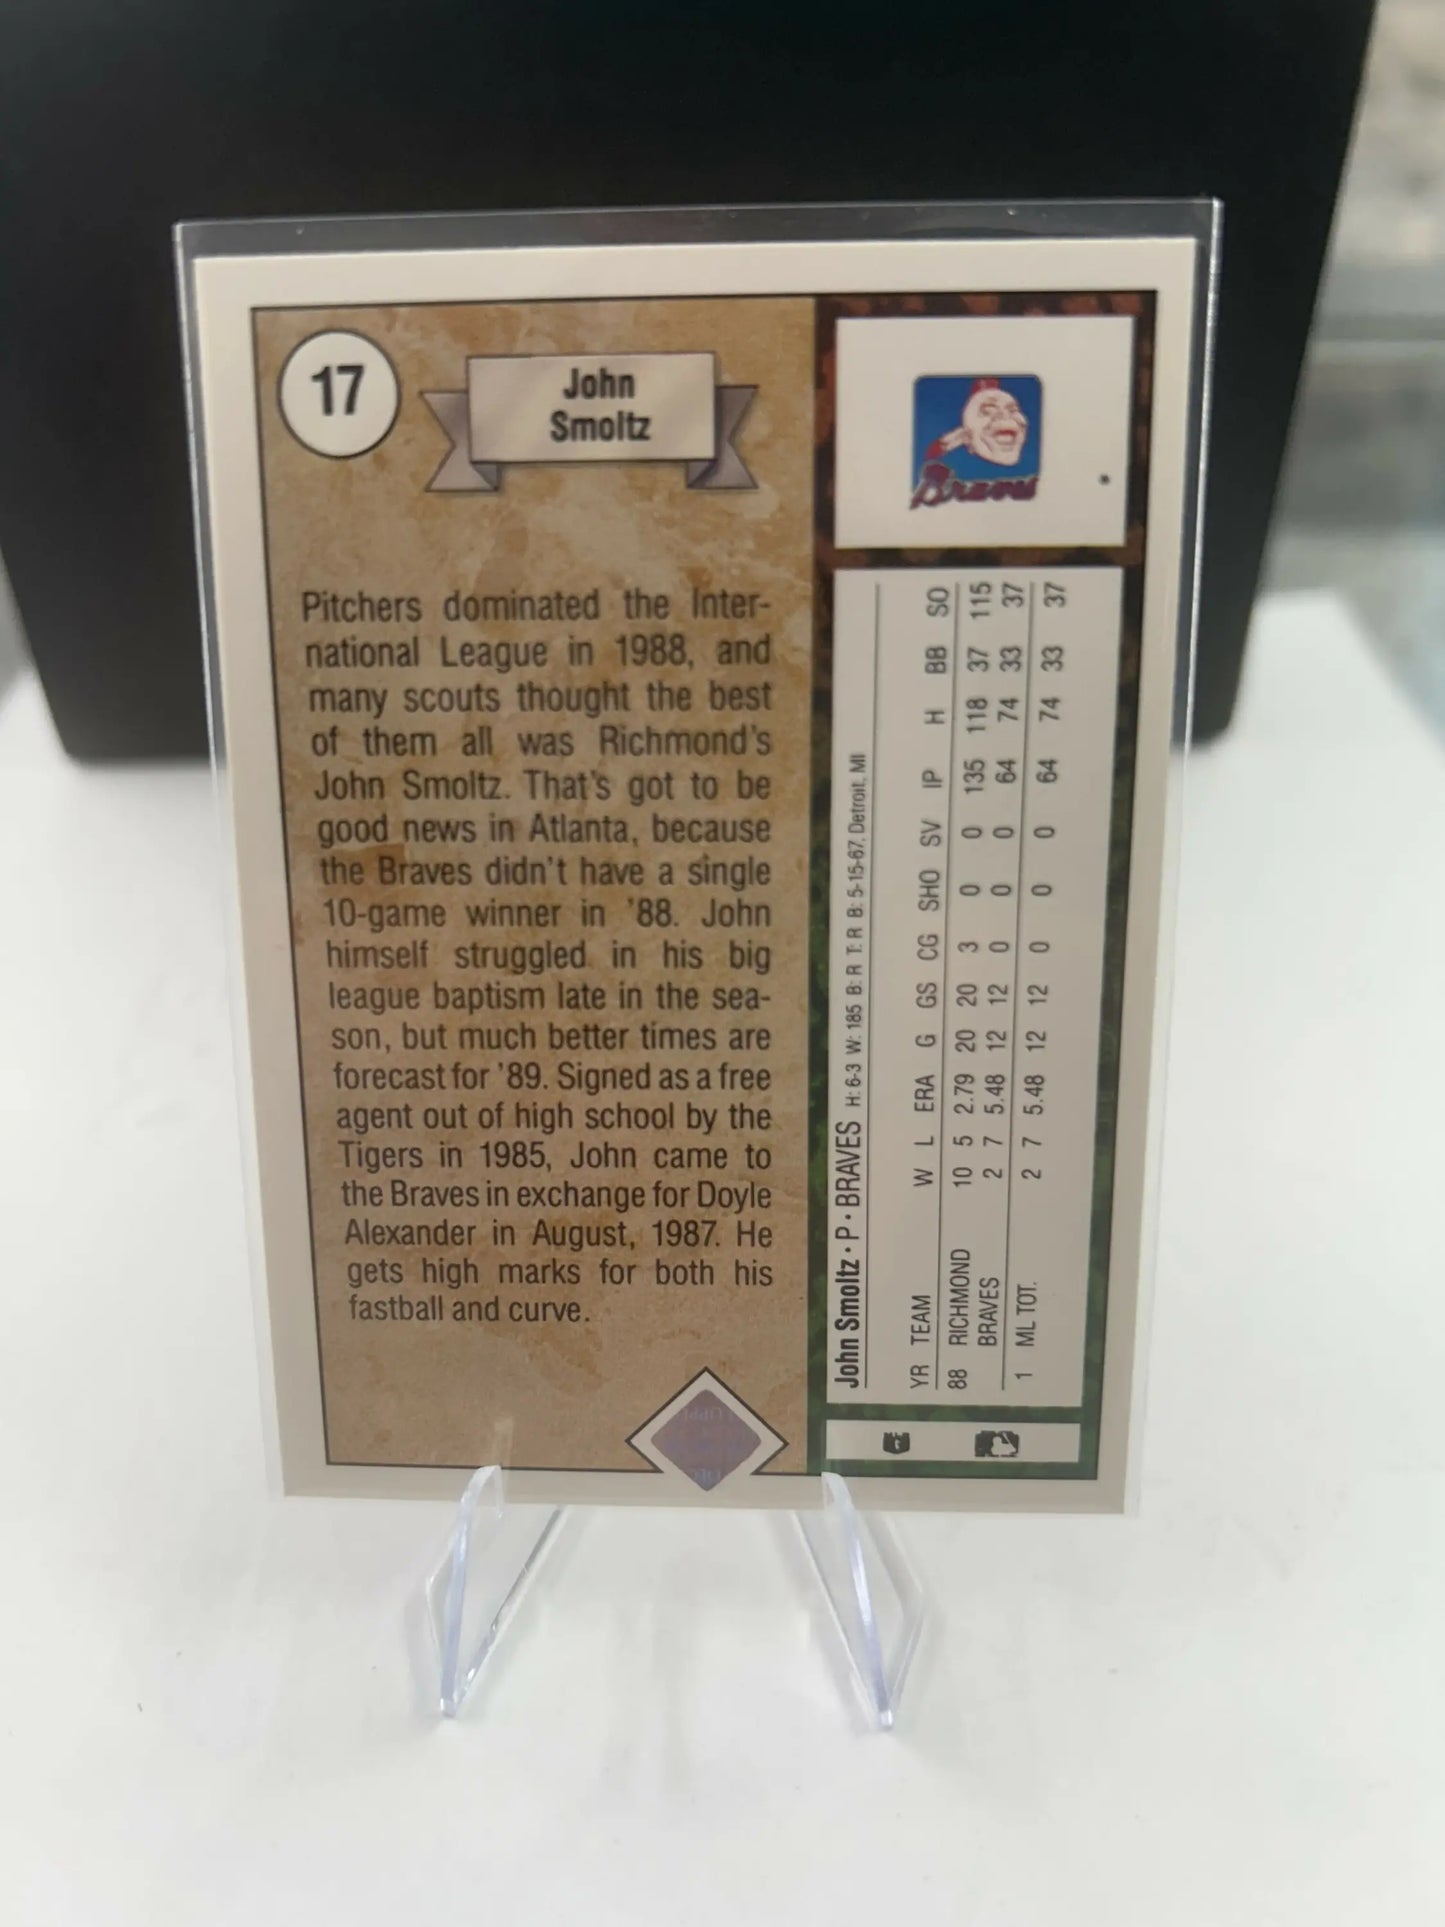 17
John
Smoltz
Pitchers dominated the Inter-
national League in 1988, and
many scouts thought the best
of them all was Richmond's
John Smoltz. That's got to be
good news in Atlanta, because
the Braves didn't have a single
10-game winner in '88. John
himself struggled in his big
league baptism late in the sea-
son, but much better times are
forecast for '89. Signed as a free
agent out of high school by the
Tigers in 1985, John came to
the Braves in exchange for Doyle
Alexander in August, 1987. He
gets high marks for both his
fastball and curve.
Braves
John Smoltz • P • BRAVES H: 6-3 W: 185 B: R T: R B: 5-15-67, Detroit, MI
YR TEAM W L ERA G GS CG SHO SV IP H BB SO
88 RICHMOND 10 5 2.79 20 20 3 0 0 135 118 37 115
BRAVES 2 7 5.48 12 12 0 0 0 64 74 33 37
1 ML TOT. 2 7 5.48 12 12 0 0 0 64 74 33 37